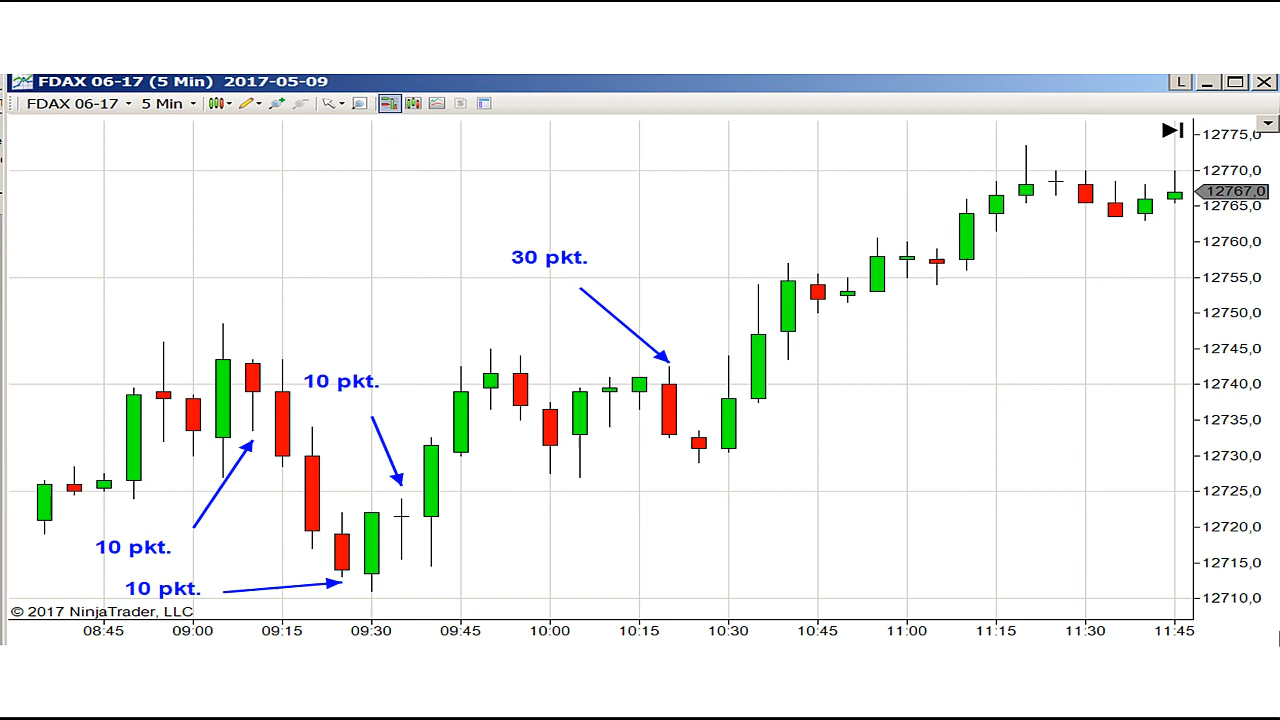 FDAX 06-17 (5 Min) 2017-05-09
L
FDAX 06-17 5 Min
12775,0
12770,0
12767,0
12765,0
12760,0
12755,0
12750,0
12745,0
12740,0
12735,0
12730,0
12725,0
12720,0
12715,0
12710,0
30 pkt.
10 pkt.
10 pkt.
10 pkt.
© 2017 NinjaTrader, LLC
08:45 09:00 09:15 09:30 09:45 10:00 10:15 10:30 10:45 11:00 11:15 11:30 11:45